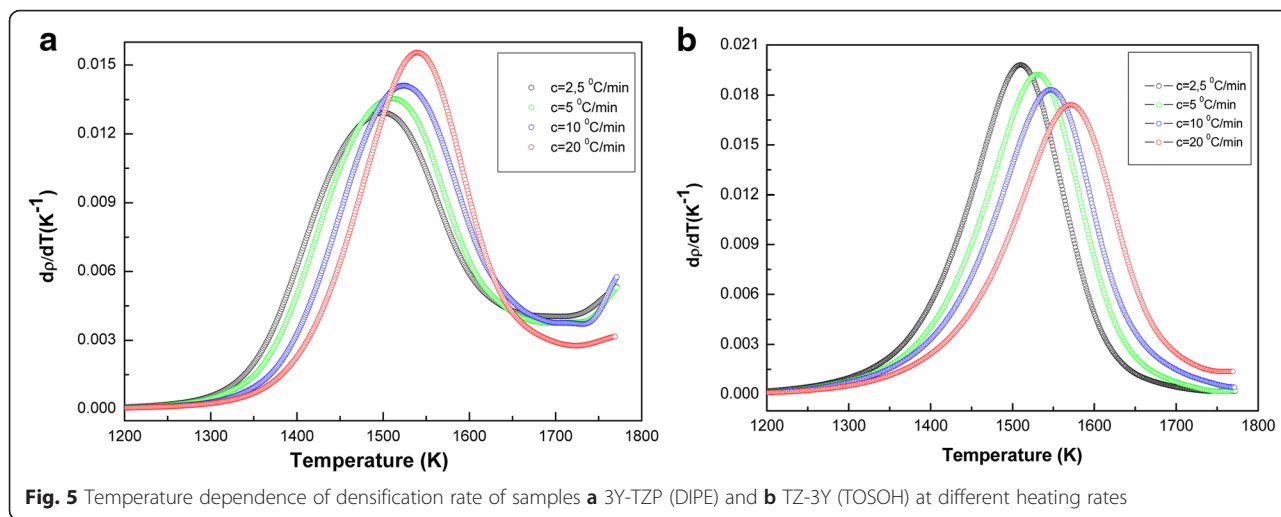 a
0.015
0.012
0.009
0.006
0.003
0.000
dρ/dT(K⁻¹)
c=2,5 ⁰C/min
c=5 ⁰C/min
c=10 ⁰C/min
c=20 ⁰C/min
1200 1300 1400 1500 1600 1700 1800
Temperature (K)
b
0.021
0.018
0.015
0.012
0.009
0.006
0.003
0.000
dρ/dT(K⁻¹)
c=2,5 ⁰C/min
c=5 ⁰C/min
c=10 ⁰C/min
c=20 ⁰C/min
1200 1300 1400 1500 1600 1700 1800
Temperature (K)
Fig. 5 Temperature dependence of densification rate of samples a 3Y-TZP (DIPE) and b TZ-3Y (TOSOH) at different heating rates